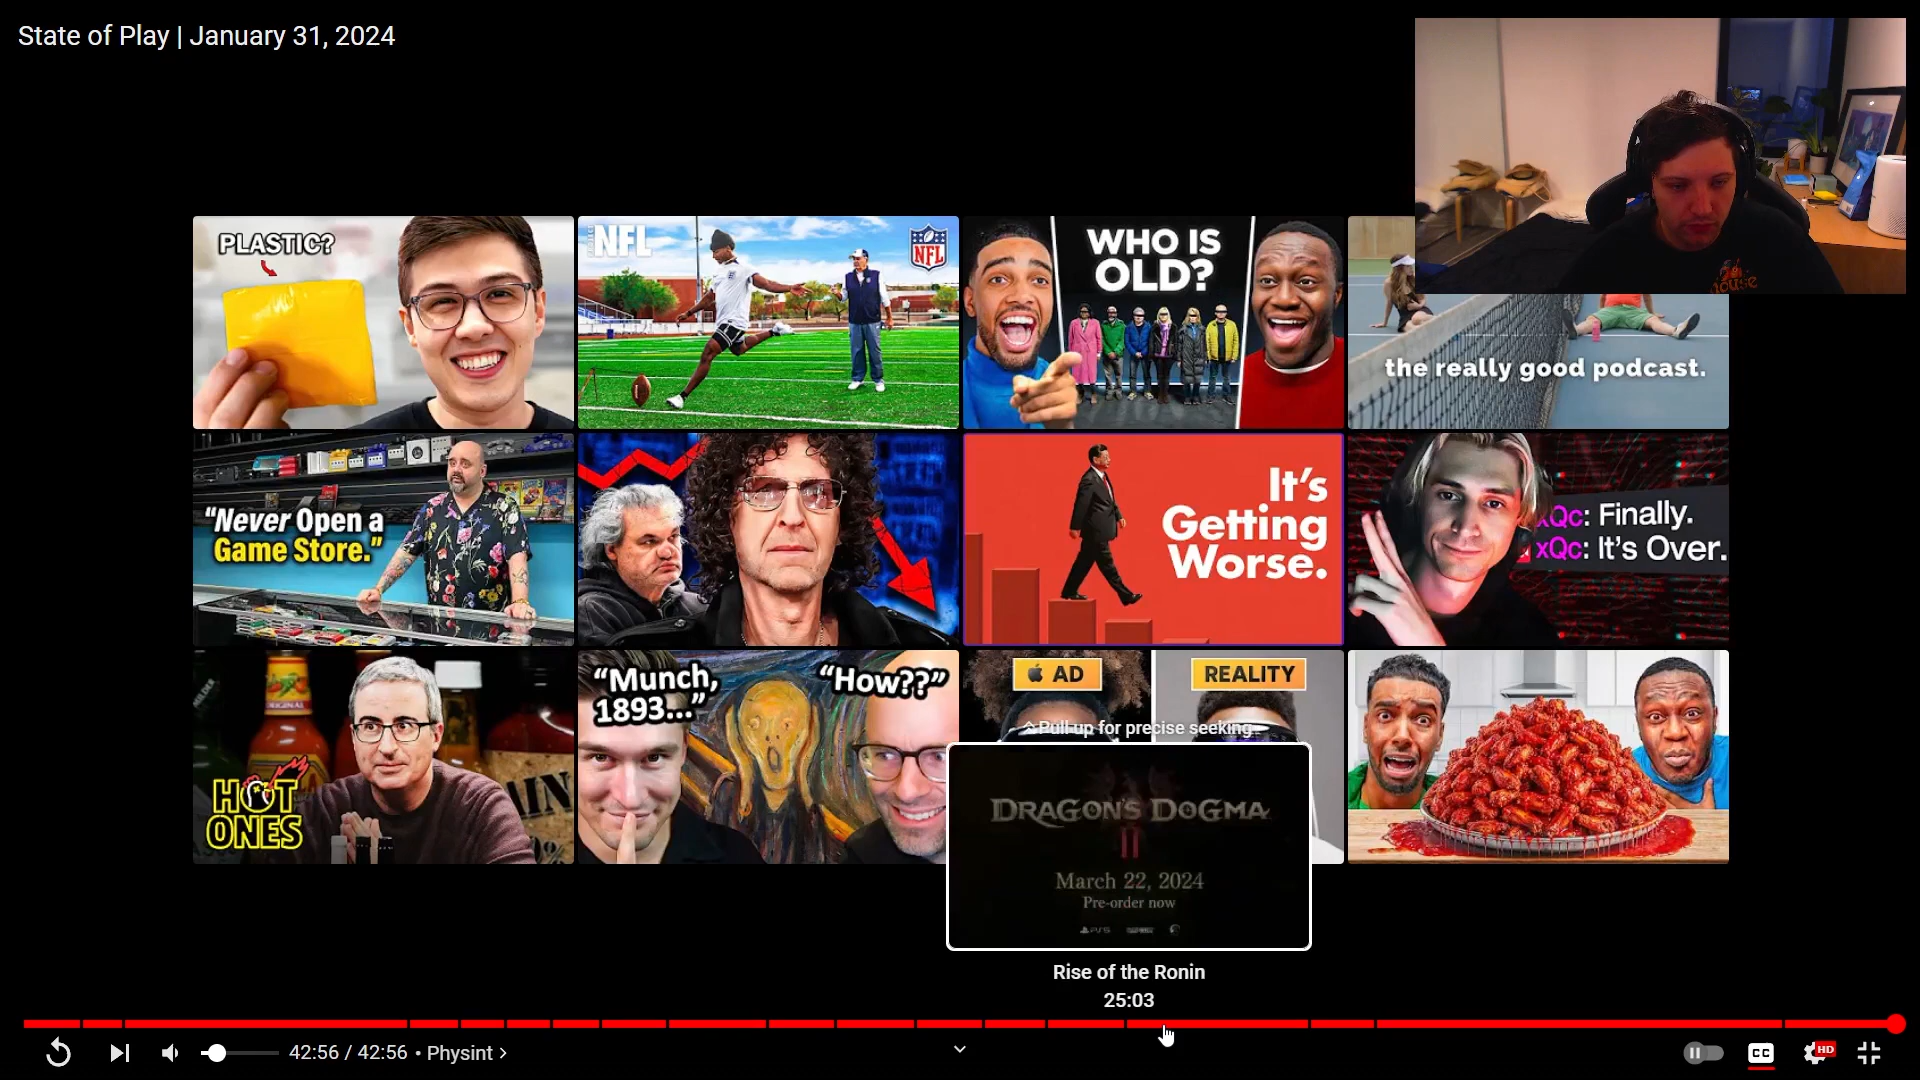 State of Play | January 31, 2024
PLASTIC?
NFL
NFL
WHO IS
OLD?
the really good podcast.
"Never Open a
Game Store."
It's
Getting
Worse.
xQc: Finally.
xQc: It's Over.
HOT
ONES
"Munch,
1893..."
"How??"
AD
REALITY
Pull up for precise seeking
DRAGON'S DOGMA
II
March 22, 2024
Pre-order now
PS5
Rise of the Ronin
25:03
42:56 / 42:56 • Physint >
CC
HD